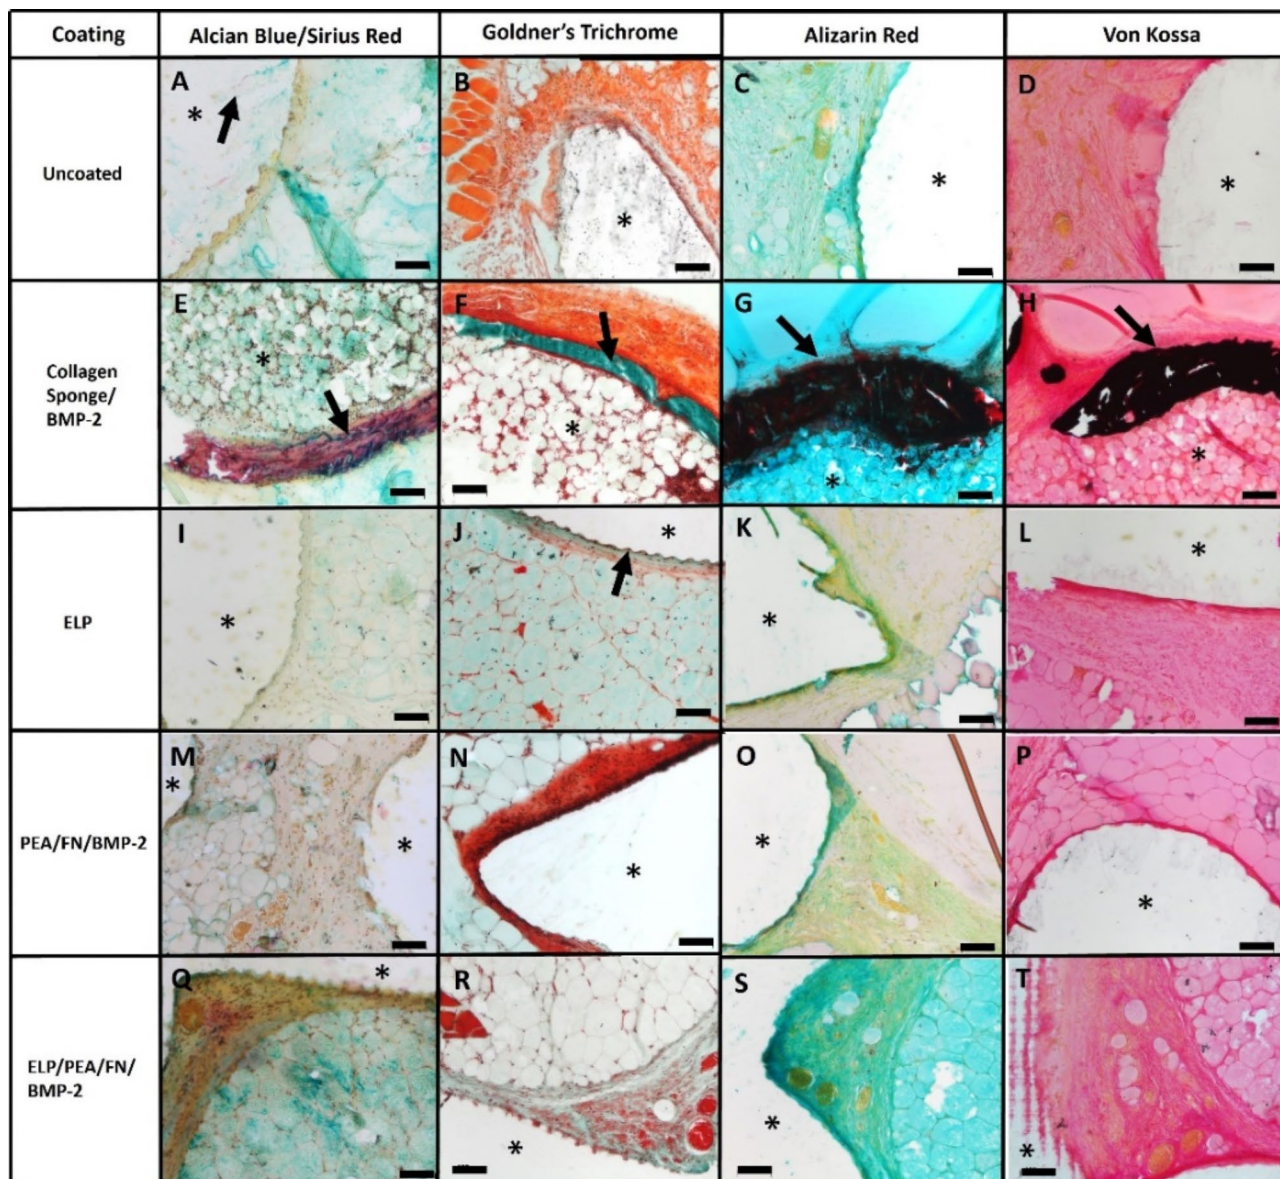 Coating Alcian Blue/Sirius Red Goldner's Trichrome Alizarin Red Von Kossa
A B C D
* * * *
Uncoated
E F G H
* * * *
Collagen
Sponge/
BMP-2
I J K L
* * * *
ELP
M N O P
* * * * *
PEA/FN/BMP-2
Q R S T
* * * *
ELP/PEA/FN/
BMP-2